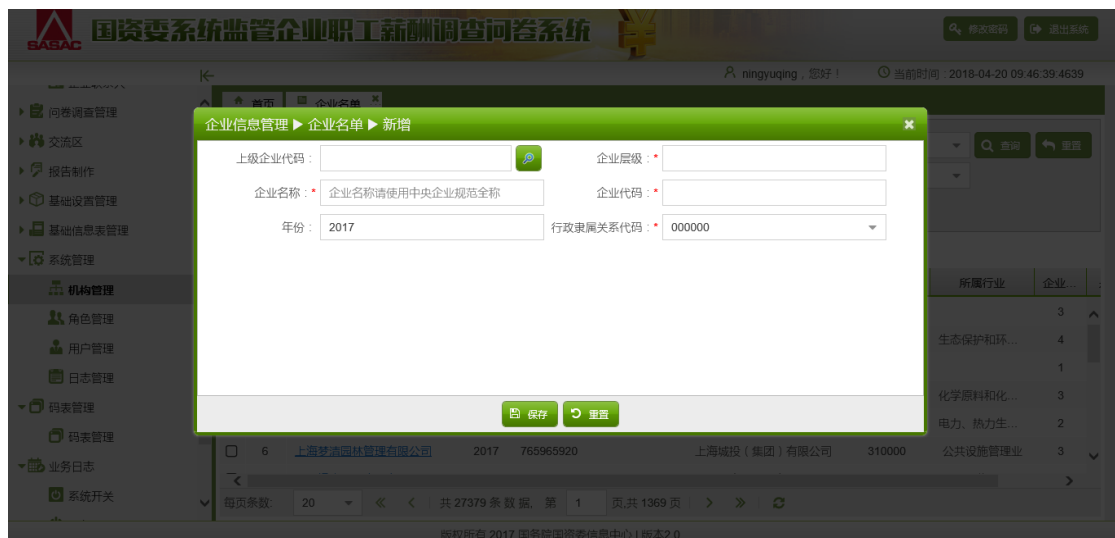 SASAC 国资委系统监管企业职工薪酬调查问卷系统 修改密码 退出系统
ningyuqing，您好！ 当前时间 : 2018-04-20 09:46:39:4639
问卷调查管理 首页 企业名单
企业信息管理 ▶ 企业名单 ▶ 新增
交流区 查询 重置
上级企业代码 : 企业层级 : *
报告制作
企业名称 : * 企业名称请使用中央企业规范全称 企业代码 : *
基础设置管理
年份 : 2017 行政隶属关系代码 : * 000000
基础信息表管理
系统管理
机构管理 所属行业 企业...
角色管理 3
用户管理 生态保护和环... 4
日志管理 1
码表管理 保存 重置 化学原料和化... 3
电力、热力生... 2
码表管理
6 上海梦清园林管理有限公司 2017 765965920 上海城投（集团）有限公司 310000 公共设施管理业 3
业务日志
系统开关 每页条数: 20 共 27379 条 数 据, 第 1 页,共 1369 页
版权所有 2017 国务院国资委信息中心 | 版本2.0